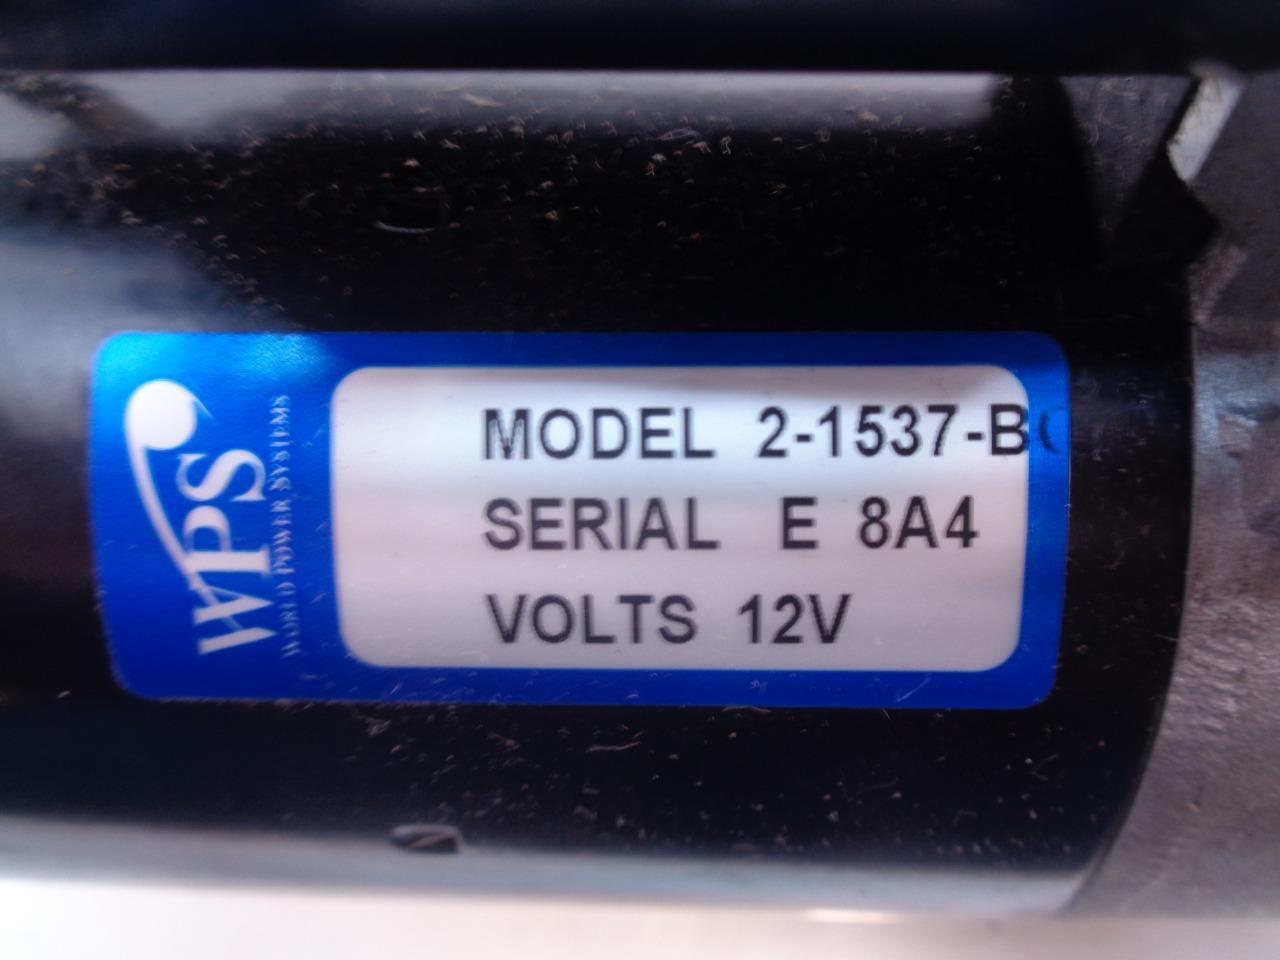 WPS
WORLD POWER SYSTEMS
MODEL 2-1537-B
SERIAL E 8A4
VOLTS 12V